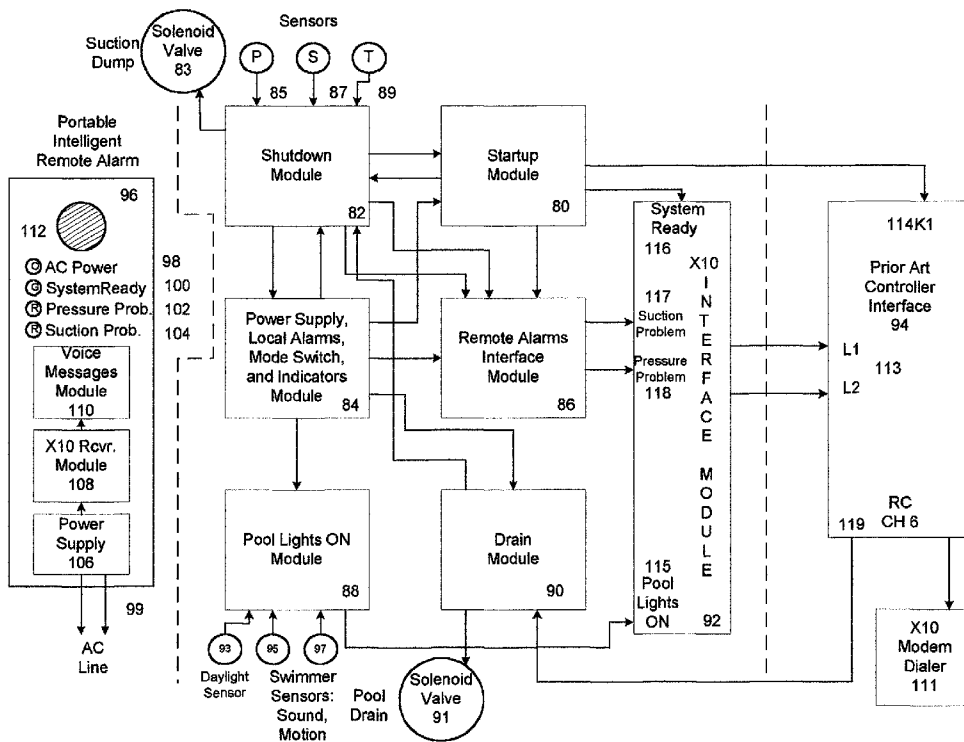 Suction
Dump
Solenoid
Valve
83
Sensors
P
S
T
85
87
89
Portable
Intelligent
Remote Alarm
96
112
AC Power
98
G SystemReady
100
R Pressure Prob.
102
R Suction Prob.
104
Voice
Messages
Module
110
X10 Rcvr.
Module
108
Power
Supply
106
99
AC
Line
Shutdown
Module
82
Startup
Module
80
Power Supply,
Local Alarms,
Mode Switch,
and Indicators
Module
84
Remote Alarms
Interface
Module
86
Pool Lights ON
Module
88
Drain
Module
90
93
95
97
Daylight
Sensor
Swimmer
Sensors:
Sound,
Motion
Pool
Drain
Solenoid
Valve
91
System
Ready
116
117
Suction
Problem
Pressure
Problem
118
X10
INTERFACE MODULE
115
Pool
Lights
ON
92
114K1
Prior Art
Controller
Interface
94
L1
113
L2
RC
CH 6
119
X10
Modem
Dialer
111